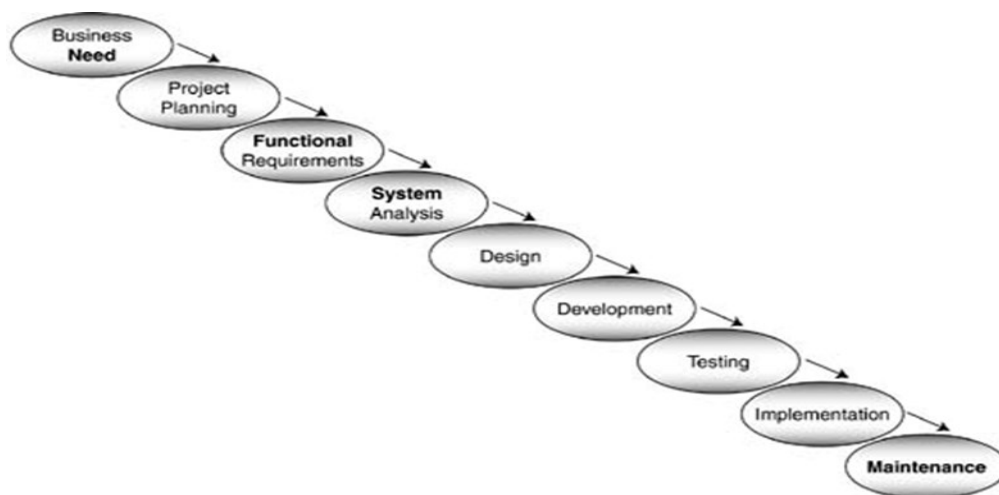 Business
Need
Project
Planning
Functional
Requirements
System
Analysis
Design
Development
Testing
Implementation
Maintenance